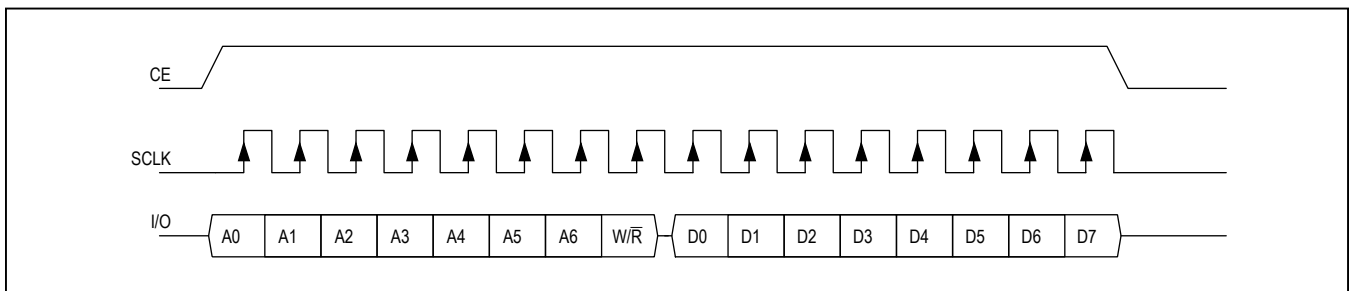 CE
SCLK
I/O
A0 A1 A2 A3 A4 A5 A6 W/R̅ D0 D1 D2 D3 D4 D5 D6 D7